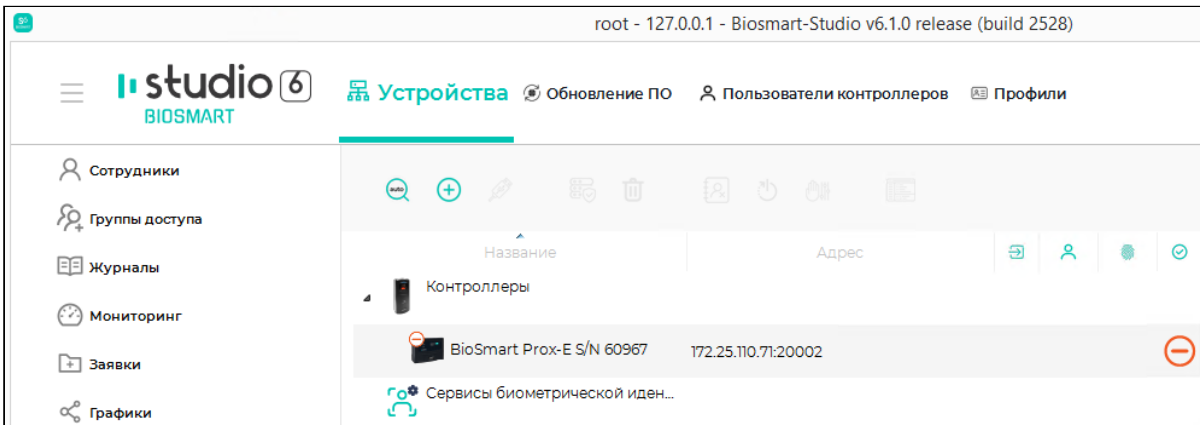 root - 127.0.0.1 - Biosmart-Studio v6.1.0 release (build 2528)
studio 6
BIOSMART
Устройства Обновление ПО Пользователи контроллеров Профили
Сотрудники
Группы доступа
Журналы
Мониторинг
Заявки
Графики
auto
Название Адрес
Контроллеры
BioSmart Prox-E S/N 60967 172.25.110.71:20002
Сервисы биометрической иден...